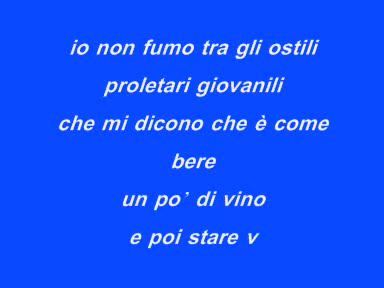 io non fumo tra gli ostili
proletari giovanili
che mi dicono che è come
bere
un po’ di vino
e poi stare v